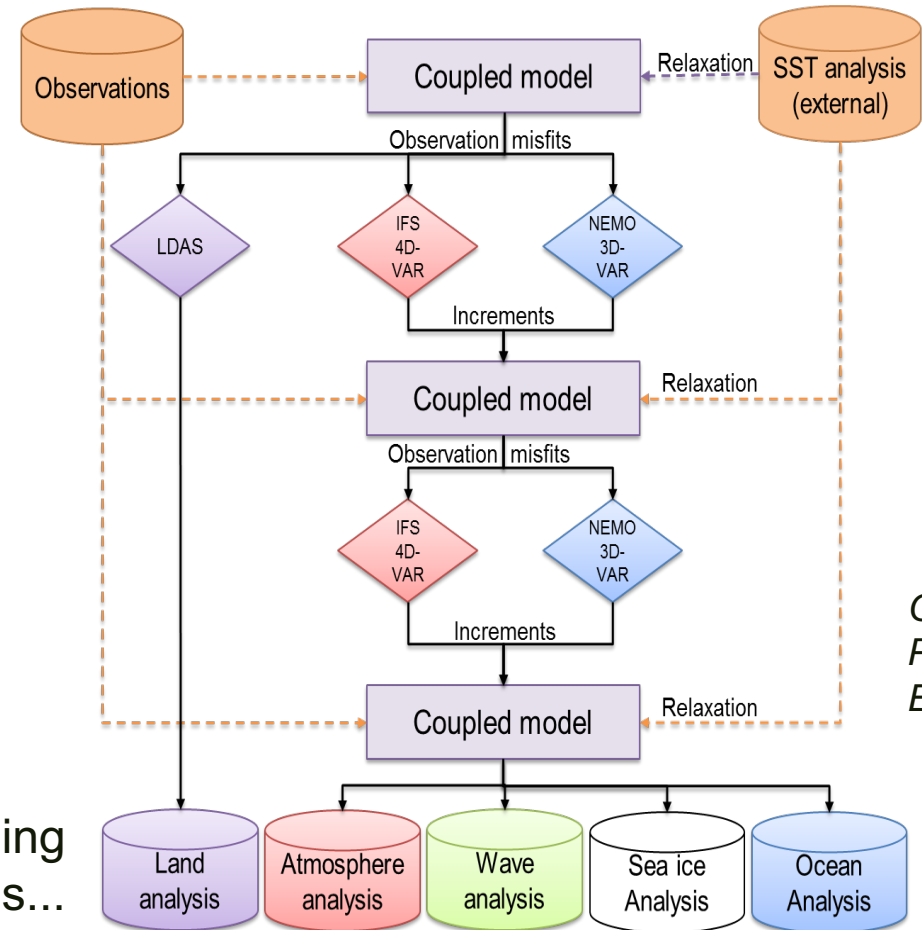 Observations
Coupled model
Relaxation
SST analysis
(external)
Observation misfits
LDAS
IFS
4D-
VAR
NEMO
3D-
VAR
Increments
Coupled model
Relaxation
Observation misfits
IFS
4D-
VAR
NEMO
3D-
VAR
Increments
Coupled model
Relaxation
ing
s...
Land
analysis
Atmosphere
analysis
Wave
analysis
Sea ice
Analysis
Ocean
Analysis